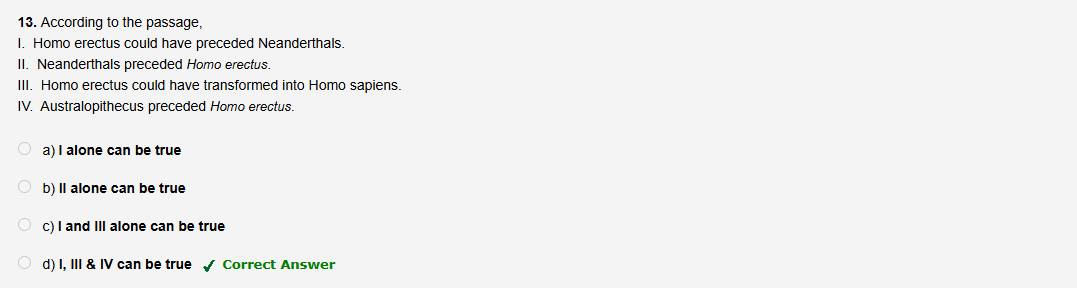 13. According to the passage,
I. Homo erectus could have preceded Neanderthals.
II. Neanderthals preceded Homo erectus.
III. Homo erectus could have transformed into Homo sapiens.
IV. Australopithecus preceded Homo erectus.
a) I alone can be true
b) II alone can be true
c) I and III alone can be true
d) I, III & IV can be true ✓ Correct Answer